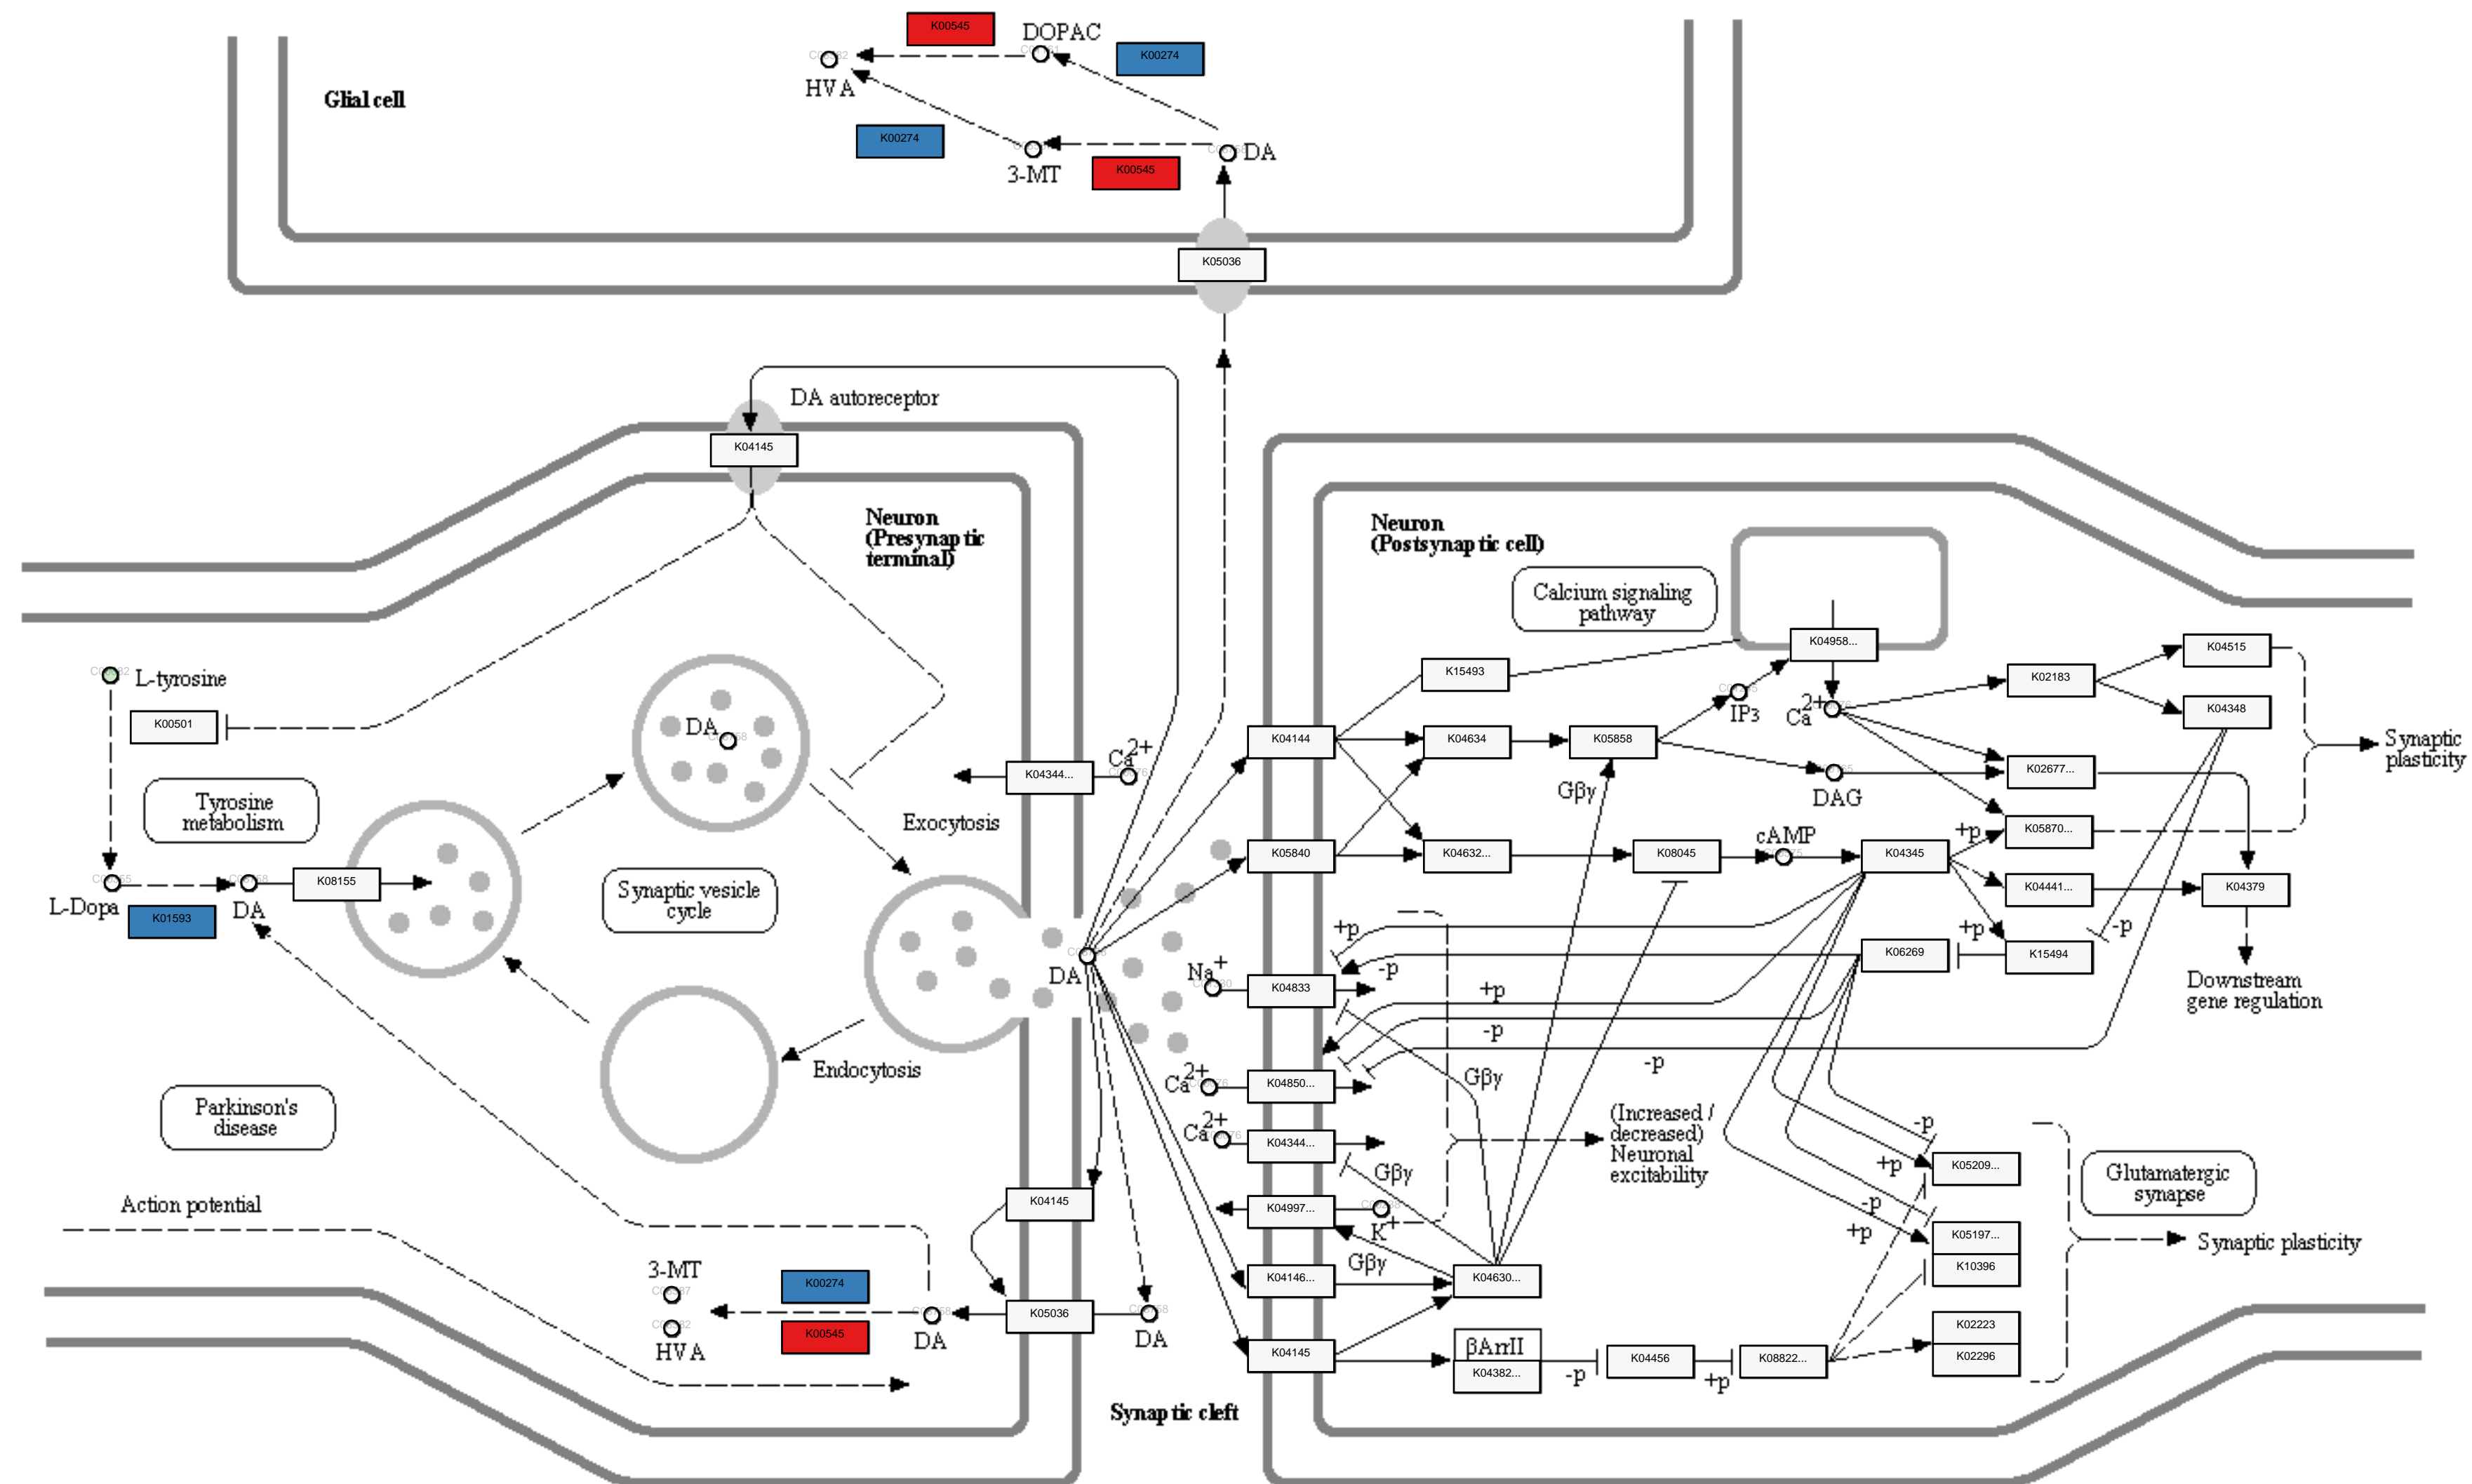 K00545
DOPAC
K00274
HVA
Glial cell
K00274
3-MT
DA
K00545
K05036
DA autoreceptor
K04145
Neuron
(Presynaptic
terminal)
Neuron
(Postsynaptic cell)
Calcium signaling
pathway
K04958...
K04515
K15493
L-tyrosine
K02183
K00501
DA
IP3
Ca2+
K04348
K04144
K04634
K05858
Synaptic
plasticity
Ca2+
K04344...
K02677...
DAG
Gβγ
Tyrosine
metabolism
Exocytosis
cAMP
+p
K05870...
K05840
K04632...
K08045
K04345
K08155
K04441...
K04379
L-Dopa
K01593
DA
Synaptic vesicle
cycle
+p
+p
-p
DA
Na+
-p
K06269
K15494
K04833
+p
Downstream
gene regulation
-p
-p
Endocytosis
Ca2+
K04850...
Gβγ
Parkinson's
disease
(Increased /
decreased)
Neuronal
excitability
Ca2+
K04344...
-p
Gβγ
+p
K05209...
Glutamatergic
synapse
Action potential
K04145
K04997...
K+
-p
+p
K05197...
Synaptic plasticity
Gβγ
K10396
3-MT
K00274
K04146...
K04630...
K05036
HVA
K00545
DA
DA
K02223
K04145
βArrII
K04456
K08822...
K02296
K04382...
-p
+p
Synaptic cleft